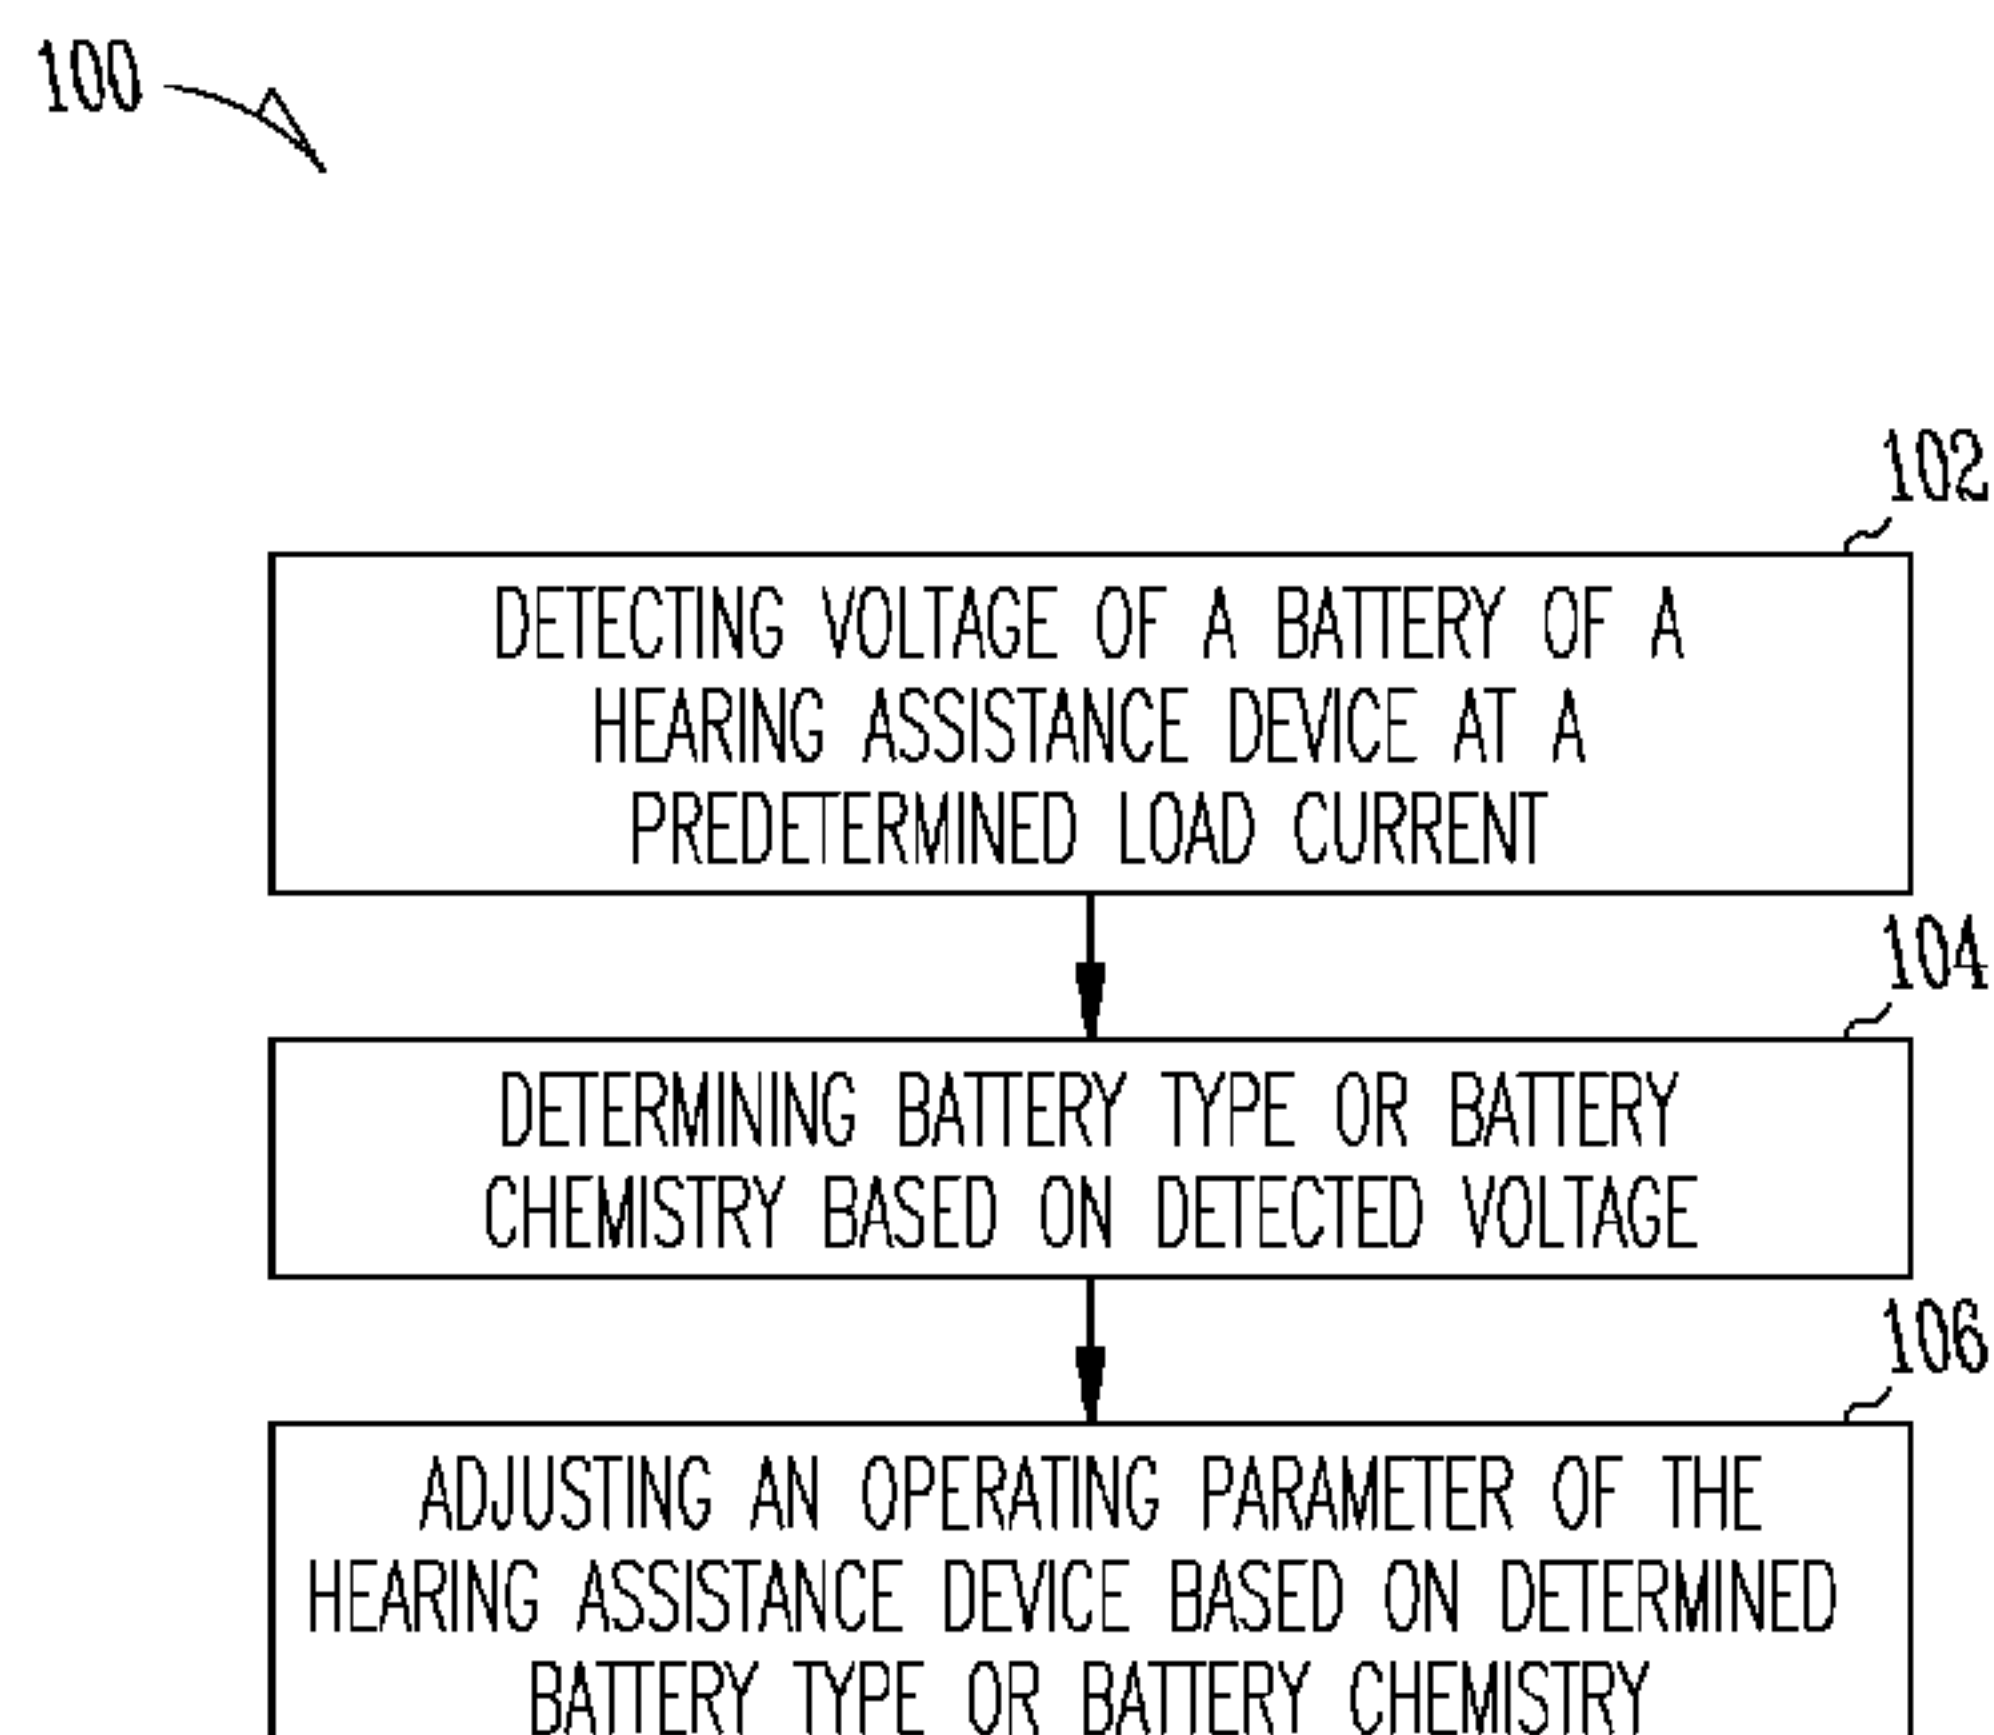 100
102
DETECTING VOLTAGE OF A BATTERY OF A
HEARING ASSISTANCE DEVICE AT A
PREDETERMINED LOAD CURRENT
104
DETERMINING BATTERY TYPE OR BATTERY
CHEMISTRY BASED ON DETECTED VOLTAGE
106
ADJUSTING AN OPERATING PARAMETER OF THE
HEARING ASSISTANCE DEVICE BASED ON DETERMINED
BATTERY TYPE OR BATTERY CHEMISTRY